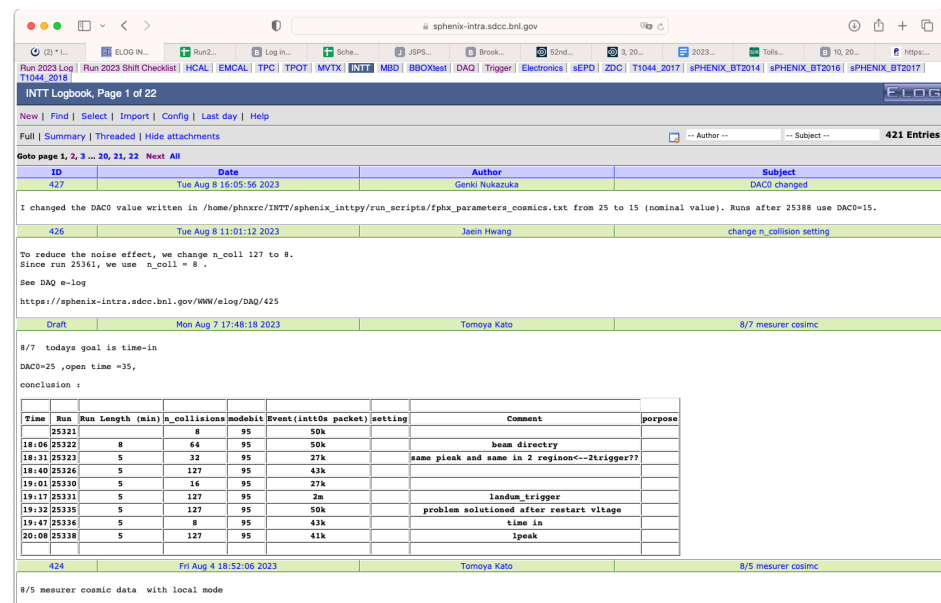 sphenix-intra.sdcc.bnl.gov
(2) * I... ELOG IN... Run2... Log in... Sche... JSPS... Brook... 52nd... 3, 20... 2023... Tolls... 10, 20... https:...
Run 2023 Log | Run 2023 Shift Checklist | HCAL | EMCAL | TPC | TPOT | MVTX | INTT | MBD | BBOXtest | DAQ | Trigger | Electronics | sEPD | ZDC | T1044_2017 | sPHENIX_BT2014 | sPHENIX_BT2016 | sPHENIX_BT2017 |
T1044_2018 |
INTT Logbook, Page 1 of 22 ELOG
New | Find | Select | Import | Config | Last day | Help
Full | Summary | Threaded | Hide attachments -- Author -- -- Subject -- 421 Entries
Goto page 1, 2, 3 ... 20, 21, 22 Next All
ID Date Author Subject
427 Tue Aug 8 16:05:56 2023 Genki Nukazuka DAC0 changed
I changed the DAC0 value written in /home/phnxrc/INTT/sphenix_inttpy/run_scripts/fphx_parameters_cosmics.txt from 25 to 15 (nominal value). Runs after 25388 use DAC0=15.
426 Tue Aug 8 11:01:12 2023 Jaein Hwang change n_collision setting
To reduce the noise effect, we change n_coll 127 to 8.
Since run 25361, we use n_coll = 8 .
See DAQ e-log
https://sphenix-intra.sdcc.bnl.gov/WWW/elog/DAQ/425
Draft Mon Aug 7 17:48:18 2023 Tomoya Kato 8/7 mesurer cosimc
8/7 todays goal is time-in
DAC0=25 ,open time =35,
conclusion :
Time Run Run Length (min) n_collisions modebit Event(intt0s packet) setting Comment porpose
25321 8 95 50k
18:06 25322 8 64 95 50k beam directry
18:31 25323 5 32 95 27k same pieak and same in 2 reginon<--2trigger??
18:40 25326 5 127 95 43k
19:01 25330 5 16 95 27k
19:17 25331 5 127 95 2m landum_trigger
19:32 25335 5 127 95 50k problem solutioned after restart vltage
19:47 25336 5 8 95 43k time in
20:08 25338 5 127 95 41k 1peak
424 Fri Aug 4 18:52:06 2023 Tomoya Kato 8/5 mesurer cosimc
8/5 mesurer cosmic data with local mode